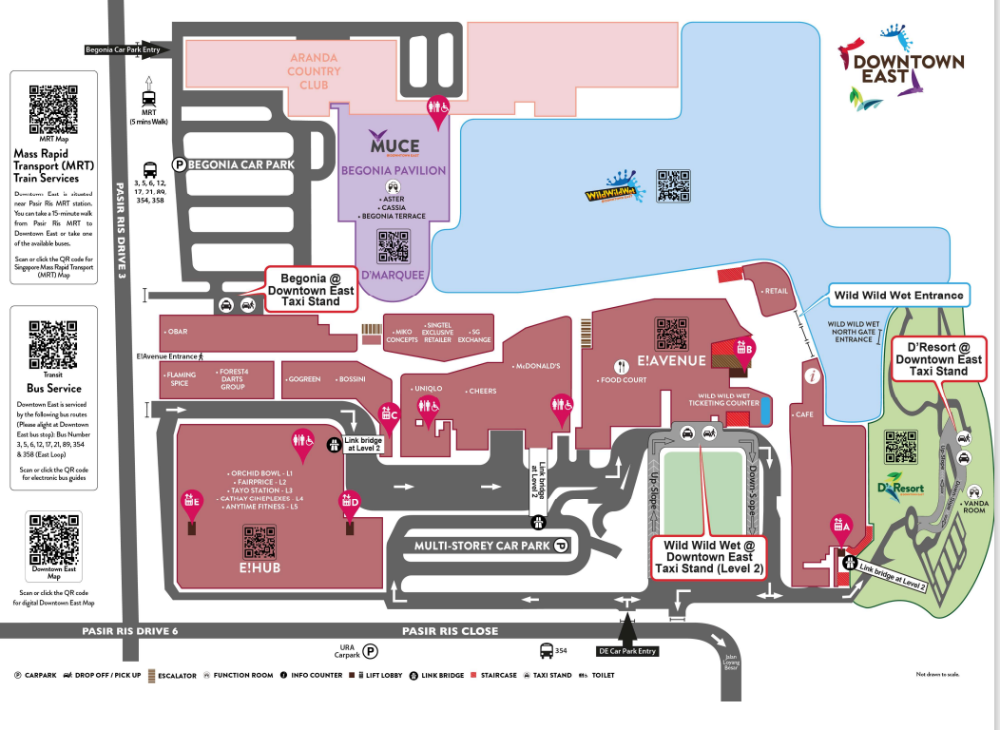 Begonia Car Park Entry
MRT Map
Mass Rapid
Transport (MRT)
Train Services
Downtown East is situated
near Pasir Ris MRT station.
You can take a 15-minute walk
from Pasir Ris MRT to
Downtown East or take one
of the available buses.
Scan or click the QR code for
Singapore Mass Rapid Transport
(MRT) Map
Transit
Bus Service
Downtown East is serviced
by the following bus routes
(Please alight at Downtown
East bus stop): Bus Number
3, 5, 6, 12, 17, 21, 89, 354
& 358 (East Loop)
Scan or click the QR code
for electronic bus guides
Downtown East
Map
Scan or click the QR code
for digital Downtown East Map
MRT
(5 mins Walk)
3, 5, 6, 12,
17, 21, 89,
354, 358
PASIR RIS DRIVE 3
P BEGONIA CAR PARK
ARANDA
COUNTRY
CLUB
MUCE
DOWNTOWN EAST
BEGONIA PAVILION
• ASTER
• CASSIA
• BEGONIA TERRACE
D'MARQUEE
WildWildWet
DOWNTOWN EAST
DOWNTOWN
EAST
Begonia @
Downtown East
Taxi Stand
Wild Wild Wet Entrance
WILD WILD WET
NORTH GATE
ENTRANCE
D'Resort @
Downtown East
Taxi Stand
• RETAIL
• OBAR
• MIKO
CONCEPTS
• SINGTEL
EXCLUSIVE
RETAILER
• SG
EXCHANGE
E!Avenue Entrance
• FLAMING
SPICE
• FOREST4
DARTS
GROUP
• GOGREEN
• BOSSINI
• UNIQLO
• CHEERS
• McDONALD'S
E!AVENUE
• FOOD COURT
WILD WILD WET
TICKETING COUNTER
B
i
• CAFE
C
Link bridge
at Level 2
• ORCHID BOWL - L1
• FAIRPRICE - L2
• TAYO STATION - L3
• CATHAY CINEPLEXES - L4
• ANYTIME FITNESS - L5
E
D
E!HUB
Link bridge
at Level 2
MULTI-STOREY CAR PARK P
Up-Slope
Down-Slope
Wild Wild Wet @
Downtown East
Taxi Stand (Level 2)
D'Resort
Up-Slope
Down-Slope
• VANDA
ROOM
A
Link bridge at Level 2
PASIR RIS DRIVE 6
PASIR RIS CLOSE
URA
Carpark P
354
DE Car Park Entry
Jalan
Loyang
Besar
P CARPARK
DROP OFF / PICK UP
ESCALATOR
FUNCTION ROOM
INFO COUNTER
LIFT LOBBY
LINK BRIDGE
STAIRCASE
TAXI STAND
TOILET
Not drawn to scale.